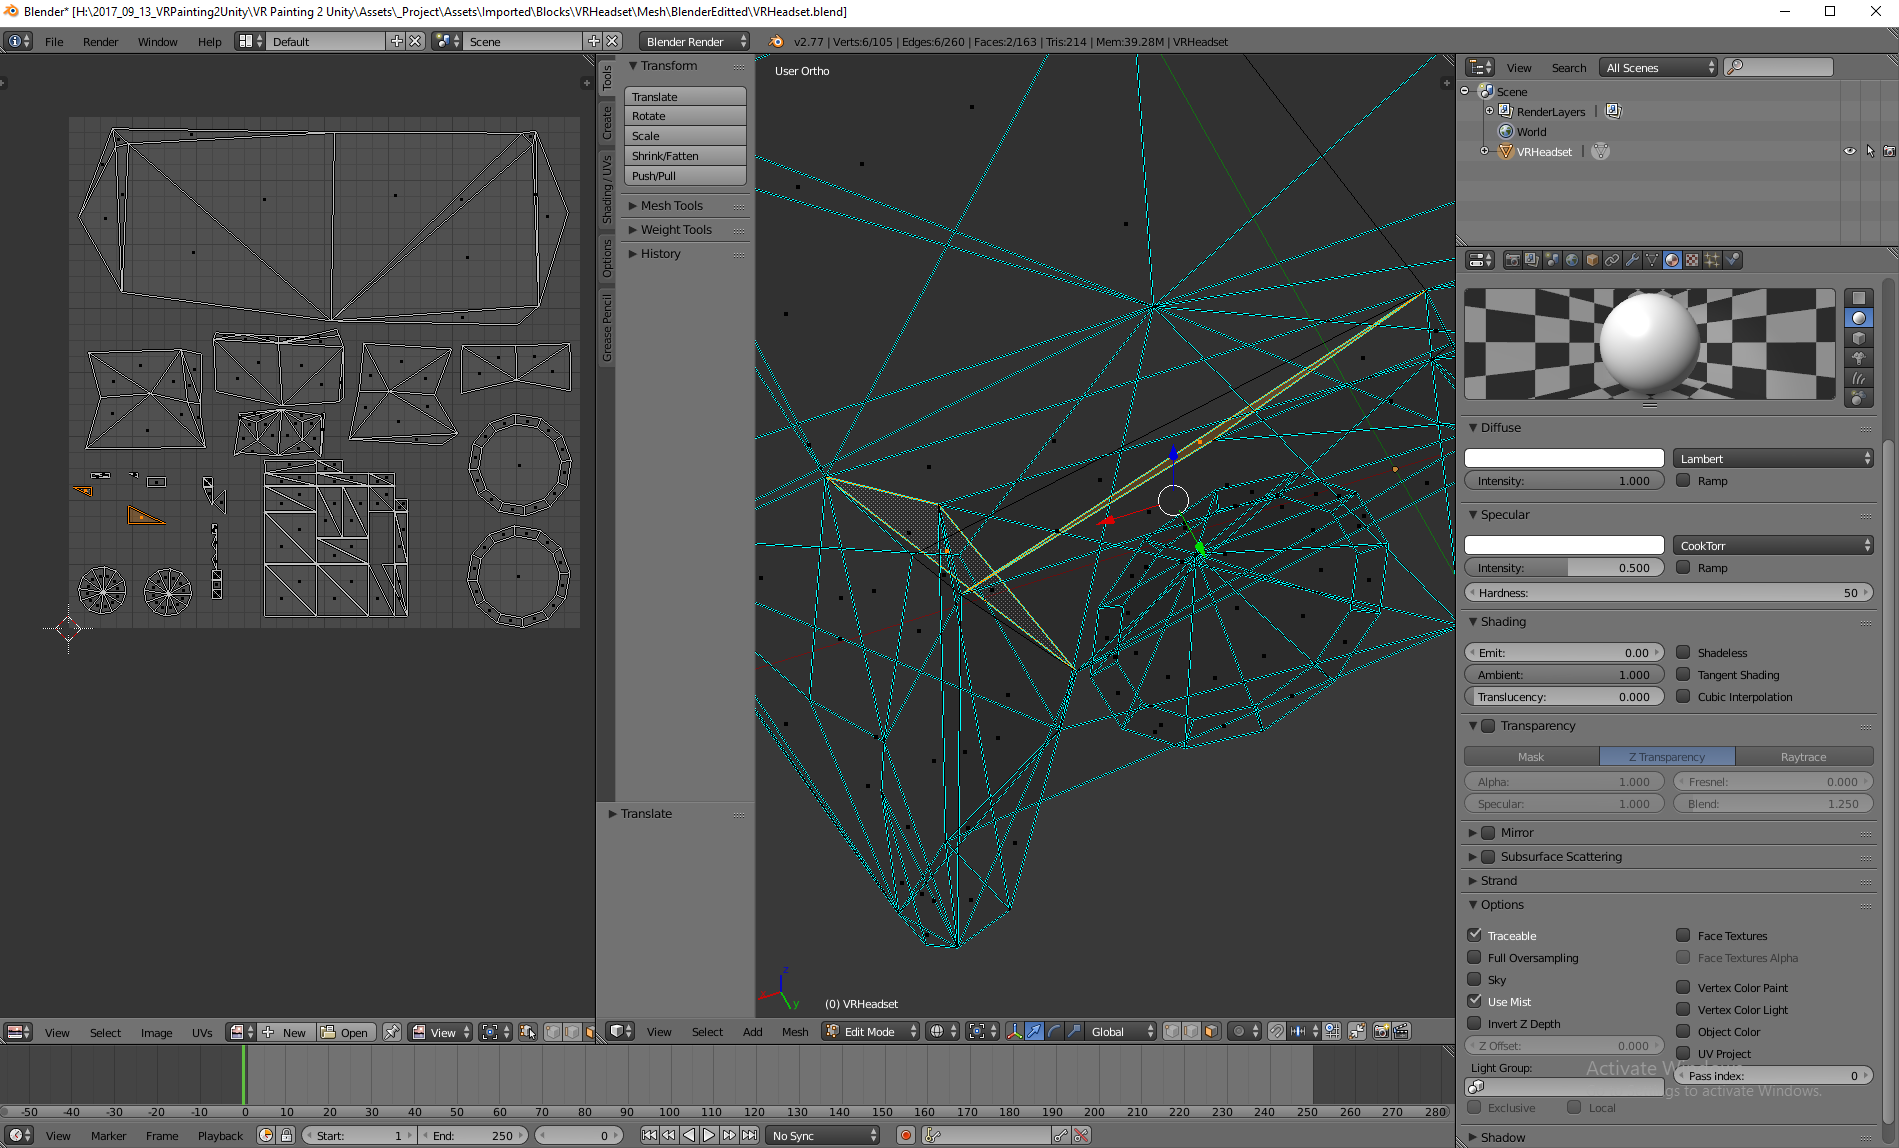 Blender* [H:\2017_09_13_VRPainting2Unity\VR Painting 2 Unity\Assets\_Project\Assets\Imported\Blocks\VRHeadset\Mesh\BlenderEditted\VRHeadset.blend]
File Render Window Help Default Scene Blender Render v2.77 | Verts:6/105 | Edges:6/260 | Faces:2/163 | Tris:214 | Mem:39.28M | VRHeadset
Tools
Create
Shading / UVs
Options
Grease Pencil
Transform
Translate
Rotate
Scale
Shrink/Fatten
Push/Pull
Mesh Tools
Weight Tools
History
Translate
User Ortho
z
x
y
(0) VRHeadset
View Search All Scenes
Scene
RenderLayers |
World
VRHeadset |
Diffuse
Lambert
Intensity: 1.000 Ramp
Specular
CookTorr
Intensity: 0.500 Ramp
Hardness: 50
Shading
Emit: 0.00 Shadeless
Ambient: 1.000 Tangent Shading
Translucency: 0.000 Cubic Interpolation
Transparency
Mask Z Transparency Raytrace
Alpha: 1.000 Fresnel: 0.000
Specular: 1.000 Blend: 1.250
Mirror
Subsurface Scattering
Strand
Options
Traceable Face Textures
Full Oversampling Face Textures Alpha
Sky Vertex Color Paint
Use Mist Vertex Color Light
Invert Z Depth Object Color
Z Offset: 0.000 UV Project
Light Group: Pass index: 0
Exclusive Local
Shadow
Activate
gs to activate Windows.
View Select Image UVs New Open View
View Select Add Mesh Edit Mode Global
-50 -40 -30 -20 -10 0 10 20 30 40 50 60 70 80 90 100 110 120 130 140 150 160 170 180 190 200 210 220 230 240 250 260 270 280
View Marker Frame Playback Start: 1 End: 250 0 No Sync